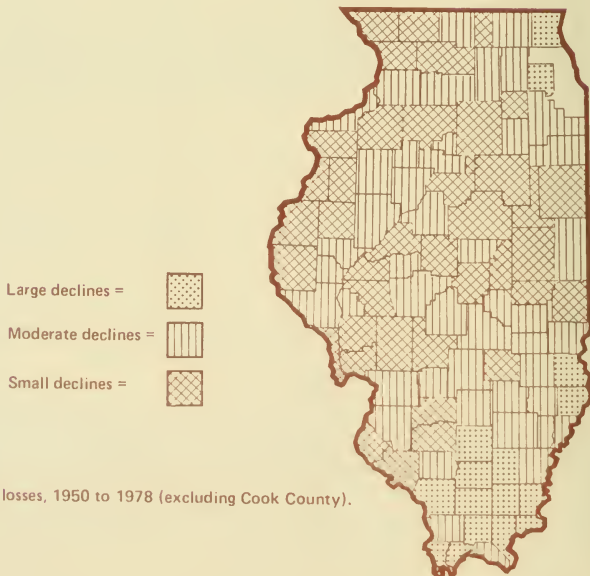 Large declines =
Moderate declines =
Small declines =
losses, 1950 to 1978 (excluding Cook County).